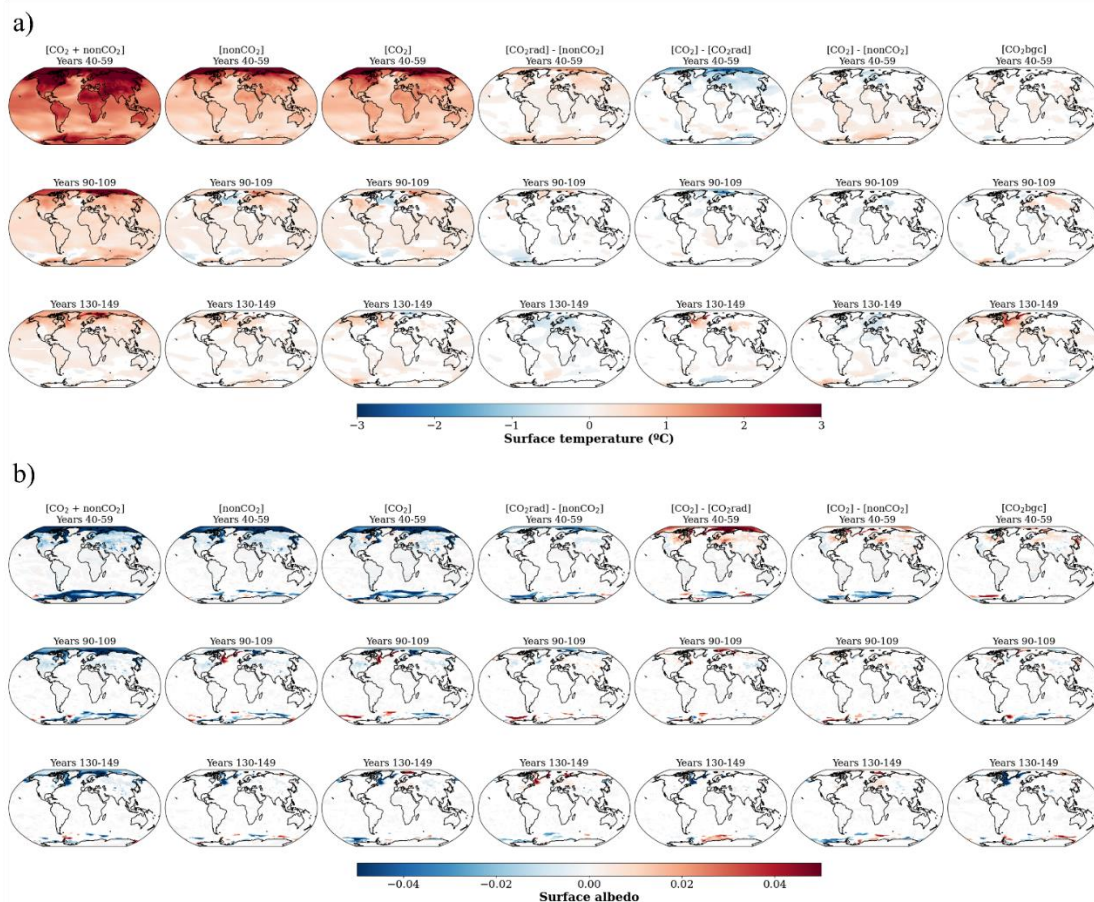 a)
[CO₂ + nonCO₂] [nonCO₂] [CO₂] [CO₂rad] - [nonCO₂] [CO₂] - [CO₂rad] [CO₂] - [nonCO₂] [CO₂bgc]
Years 40-59 Years 40-59 Years 40-59 Years 40-59 Years 40-59 Years 40-59 Years 40-59
Years 90-109 Years 90-109 Years 90-109 Years 90-109 Years 90-109 Years 90-109 Years 90-109
Years 130-149 Years 130-149 Years 130-149 Years 130-149 Years 130-149 Years 130-149 Years 130-149
−3 −2 −1 0 1 2 3
Surface temperature (ºC)
b)
[CO₂ + nonCO₂] [nonCO₂] [CO₂] [CO₂rad] - [nonCO₂] [CO₂] - [CO₂rad] [CO₂] - [nonCO₂] [CO₂bgc]
Years 40-59 Years 40-59 Years 40-59 Years 40-59 Years 40-59 Years 40-59 Years 40-59
Years 90-109 Years 90-109 Years 90-109 Years 90-109 Years 90-109 Years 90-109 Years 90-109
Years 130-149 Years 130-149 Years 130-149 Years 130-149 Years 130-149 Years 130-149 Years 130-149
−0.04 −0.02 0.00 0.02 0.04
Surface albedo